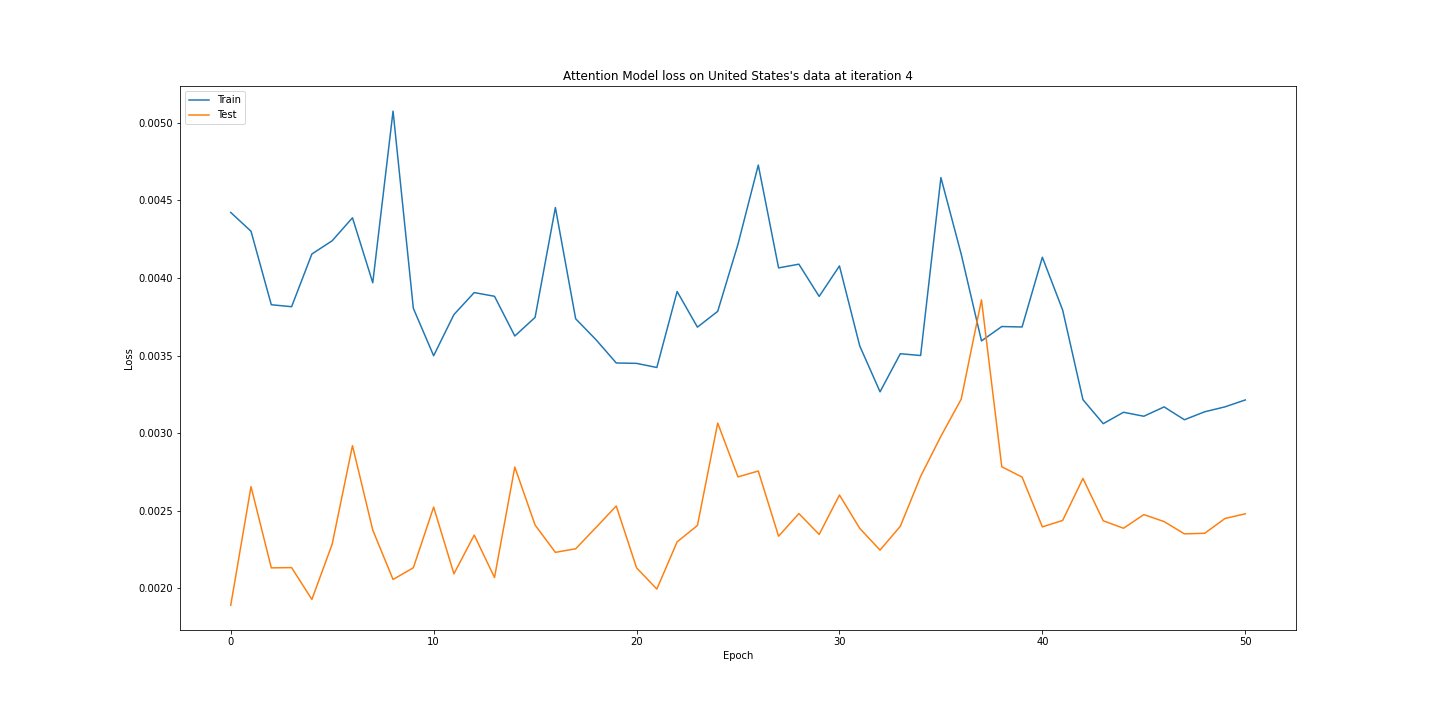 Attention Model loss on United States's data at iteration 4
Train
Test
0.0050
0.0045
0.0040
0.0035
0.0030
0.0025
0.0020
Loss
0 10 20 30 40 50
Epoch